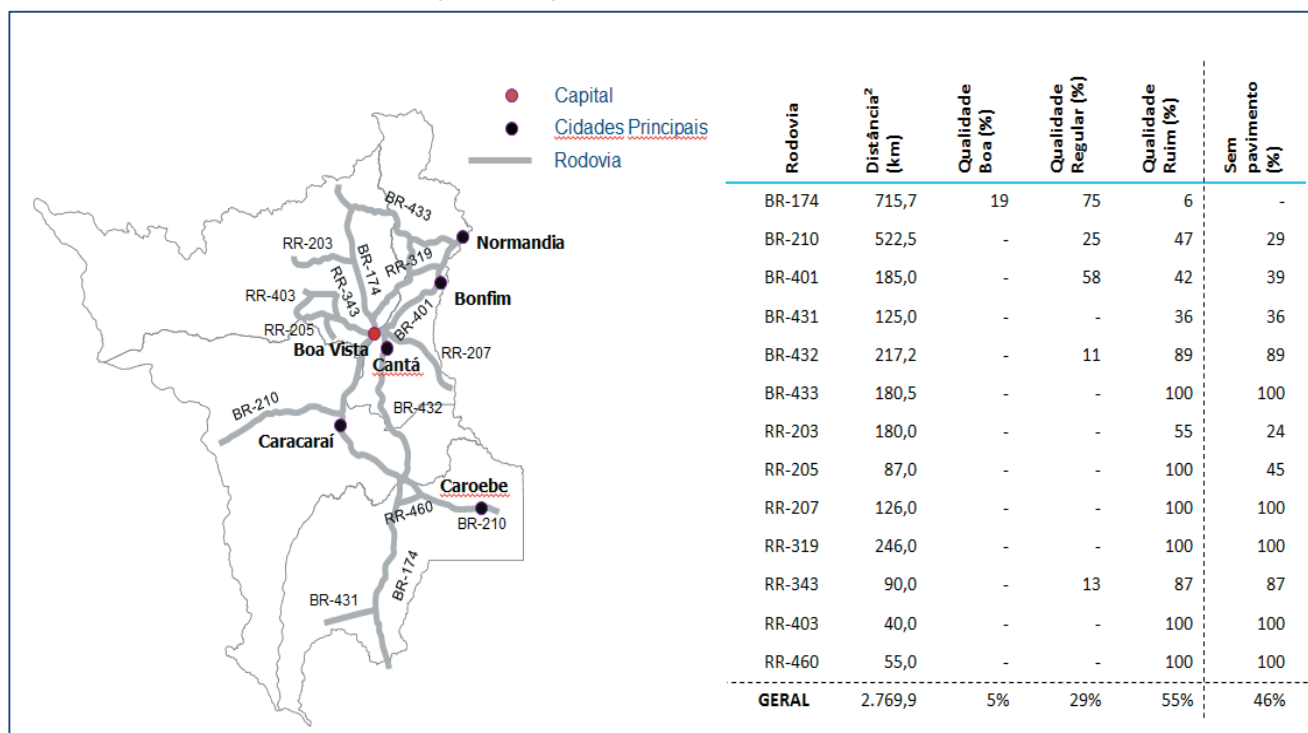 Capital
Cidades Principais
Rodovia
BR-433
Normandia
RR-203
RR-319
BR-174
RR-403
RR-343
Bonfim
BR-401
RR-205
Boa Vista
RR-207
Cantá
BR-210
BR-432
Caracaraí
Caroebe
RR-460
BR-210
BR-174
BR-431
Rodovia Distância² (km) Qualidade Boa (%) Qualidade Regular (%) Qualidade Ruim (%) Sem pavimento (%)
BR-174 715,7 19 75 6 -
BR-210 522,5 - 25 47 29
BR-401 185,0 - 58 42 39
BR-431 125,0 - - 36 36
BR-432 217,2 - 11 89 89
BR-433 180,5 - - 100 100
RR-203 180,0 - - 55 24
RR-205 87,0 - - 100 45
RR-207 126,0 - - 100 100
RR-319 246,0 - - 100 100
RR-343 90,0 - 13 87 87
RR-403 40,0 - - 100 100
RR-460 55,0 - - 100 100
GERAL 2.769,9 5% 29% 55% 46%